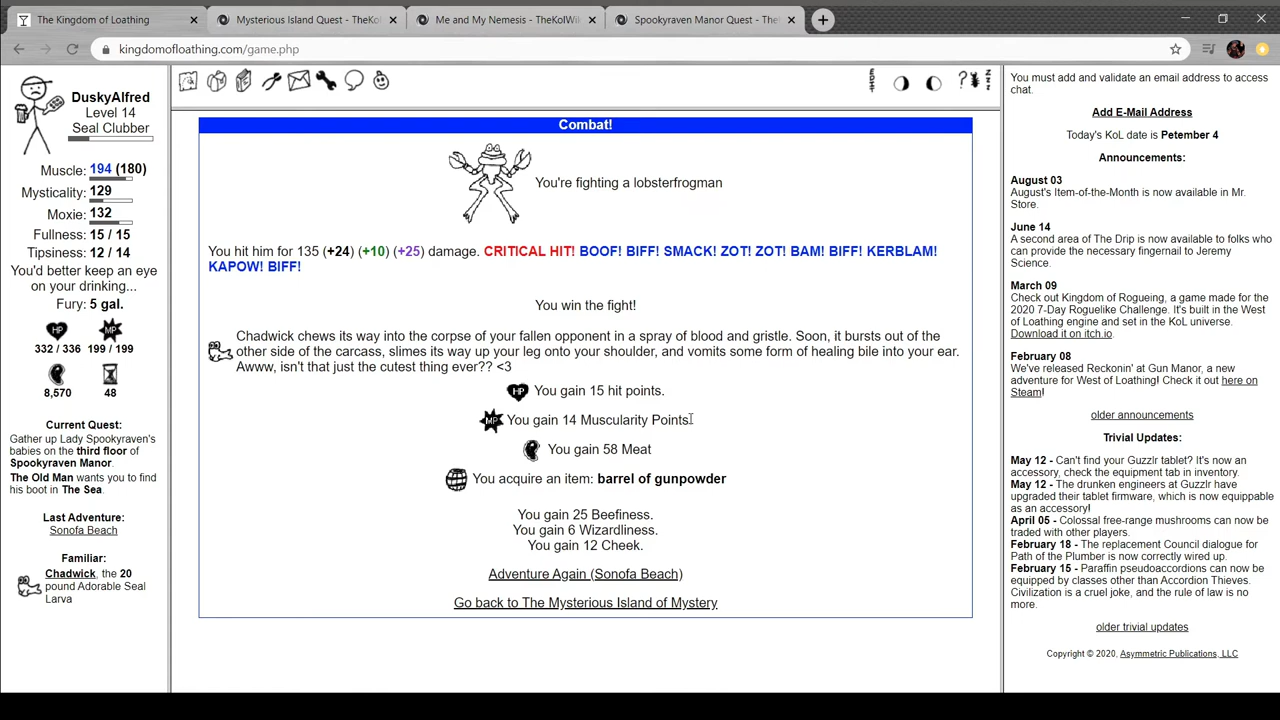 The Kingdom of Loathing
Mysterious Island Quest - TheKol
Me and My Nemesis - TheKolWik
Spookyraven Manor Quest - The
kingdomofloathing.com/game.php
DuskyAlfred
Level 14
Seal Clubber
Muscle: 194 (180)
Mysticality: 129
Moxie: 132
Fullness: 15 / 15
Tipsiness: 12 / 14
You'd better keep an eye
on your drinking...
Fury: 5 gal.
HP
MP
332 / 336
199 / 199
8,570
48
Current Quest:
Gather up Lady Spookyraven's
babies on the third floor of
Spookyraven Manor.
The Old Man wants you to find
his boot in The Sea.
Last Adventure:
Sonofa Beach
Familiar:
Chadwick, the 20
pound Adorable Seal
Larva
Combat!
You're fighting a lobsterfrogman
You hit him for 135 (+24) (+10) (+25) damage. CRITICAL HIT! BOOF! BIFF! SMACK! ZOT! ZOT! BAM! BIFF! KERBLAM!
KAPOW! BIFF!
You win the fight!
Chadwick chews its way into the corpse of your fallen opponent in a spray of blood and gristle. Soon, it bursts out of the
other side of the carcass, slimes its way up your leg onto your shoulder, and vomits some form of healing bile into your ear.
Awww, isn't that just the cutest thing ever?? <3
HP
You gain 15 hit points.
MP
You gain 14 Muscularity Points.
You gain 58 Meat
You acquire an item: barrel of gunpowder
You gain 25 Beefiness.
You gain 6 Wizardliness.
You gain 12 Cheek.
Adventure Again (Sonofa Beach)
Go back to The Mysterious Island of Mystery
You must add and validate an email address to access
chat.
Add E-Mail Address
Today's KoL date is Petember 4
Announcements:
August 03
August's Item-of-the-Month is now available in Mr.
Store.
June 14
A second area of The Drip is now available to folks who
can provide the necessary fingernail to Jeremy
Science.
March 09
Check out Kingdom of Rogueing, a game made for the
2020 7-Day Roguelike Challenge. It's built in the West
of Loathing engine and set in the KoL universe.
Download it on itch.io.
February 08
We've released Reckonin' at Gun Manor, a new
adventure for West of Loathing! Check it out here on
Steam!
older announcements
Trivial Updates:
May 12 - Can't find your Guzzlr tablet? It's now an
accessory, check the equipment tab in inventory.
May 12 - The drunken engineers at Guzzlr have
upgraded their tablet firmware, which is now equippable
as an accessory!
April 05 - Colossal free-range mushrooms can now be
traded with other players.
February 18 - The replacement Council dialogue for
Path of the Plumber is now correctly wired up.
February 15 - Paraffin pseudoaccordions can now be
equipped by classes other than Accordion Thieves.
Civilization is a cruel joke, and the rule of law is no
more.
older trivial updates
Copyright © 2020, Asymmetric Publications, LLC